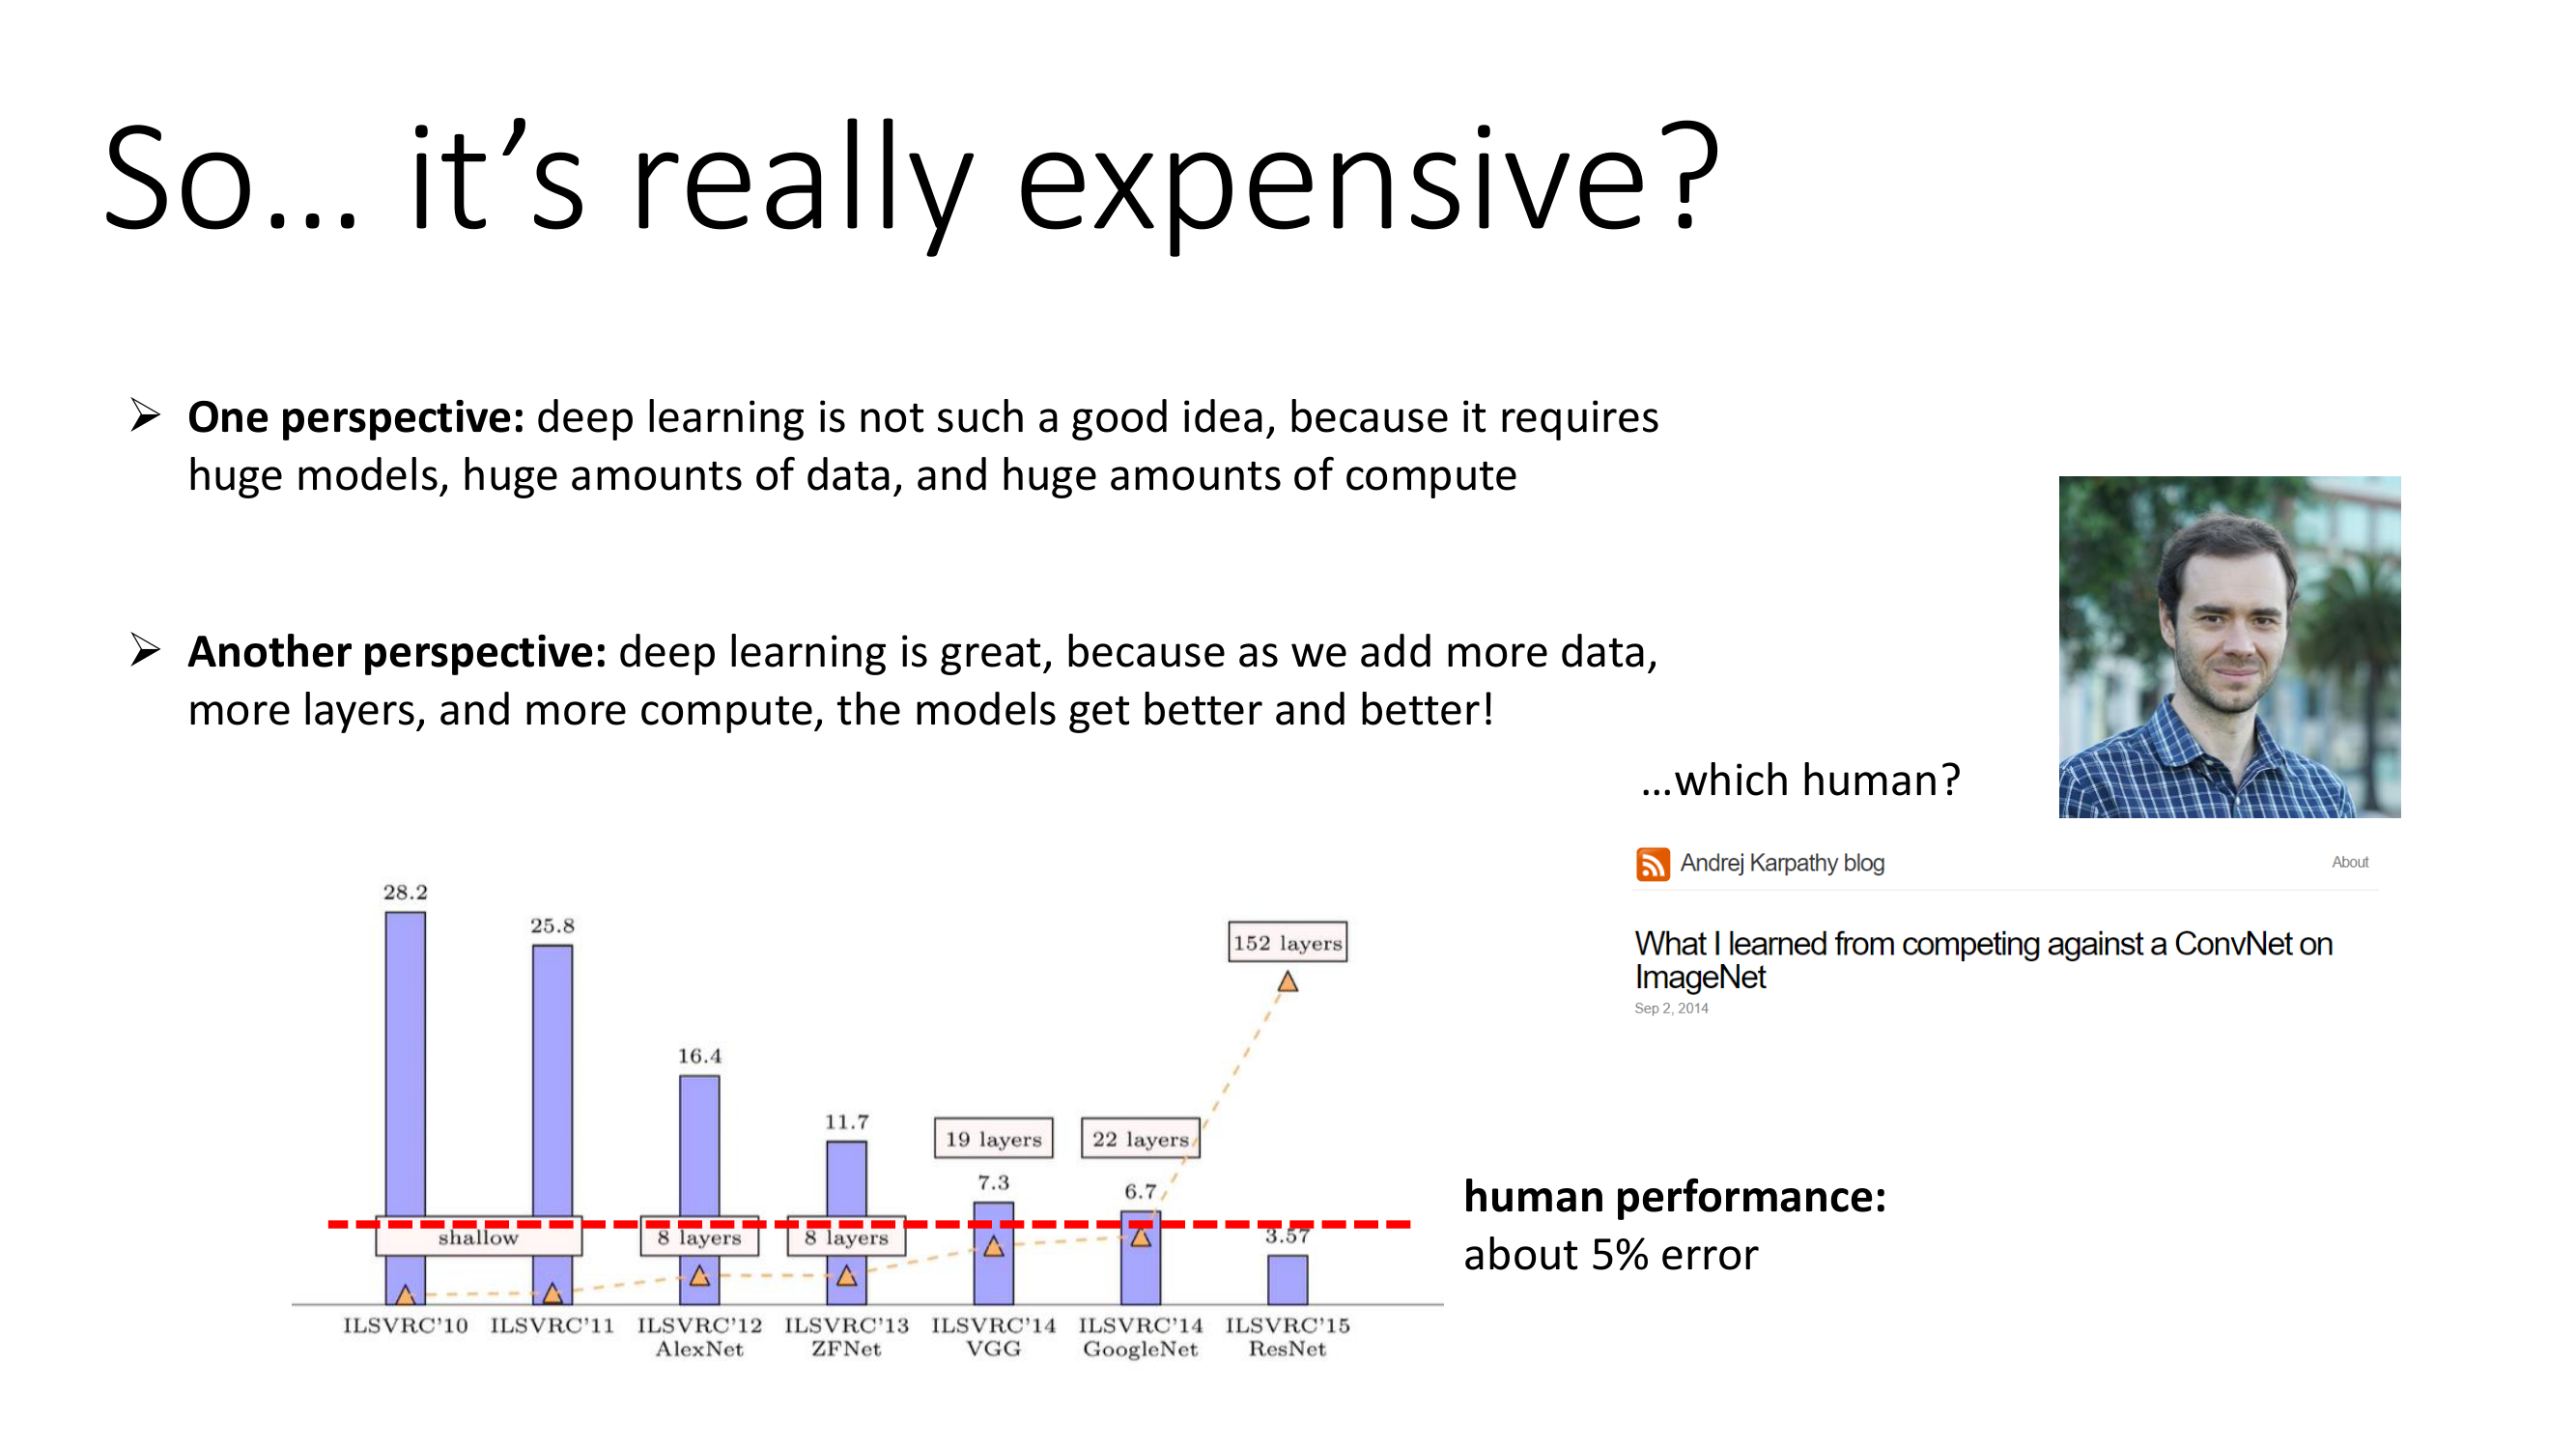 So… it’s really expensive?
➢ One perspective: deep learning is not such a good idea, because it requires
huge models, huge amounts of data, and huge amounts of compute
➢ Another perspective: deep learning is great, because as we add more data,
more layers, and more compute, the models get better and better!
…which human?
Andrej Karpathy blog
About
What I learned from competing against a ConvNet on
ImageNet
Sep 2, 2014
28.2
25.8
16.4
11.7
7.3
6.7
3.57
shallow
8 layers
8 layers
19 layers
22 layers
152 layers
ILSVRC'10
ILSVRC'11
ILSVRC'12
AlexNet
ILSVRC'13
ZFNet
ILSVRC'14
VGG
ILSVRC'14
GoogleNet
ILSVRC'15
ResNet
human performance:
about 5% error